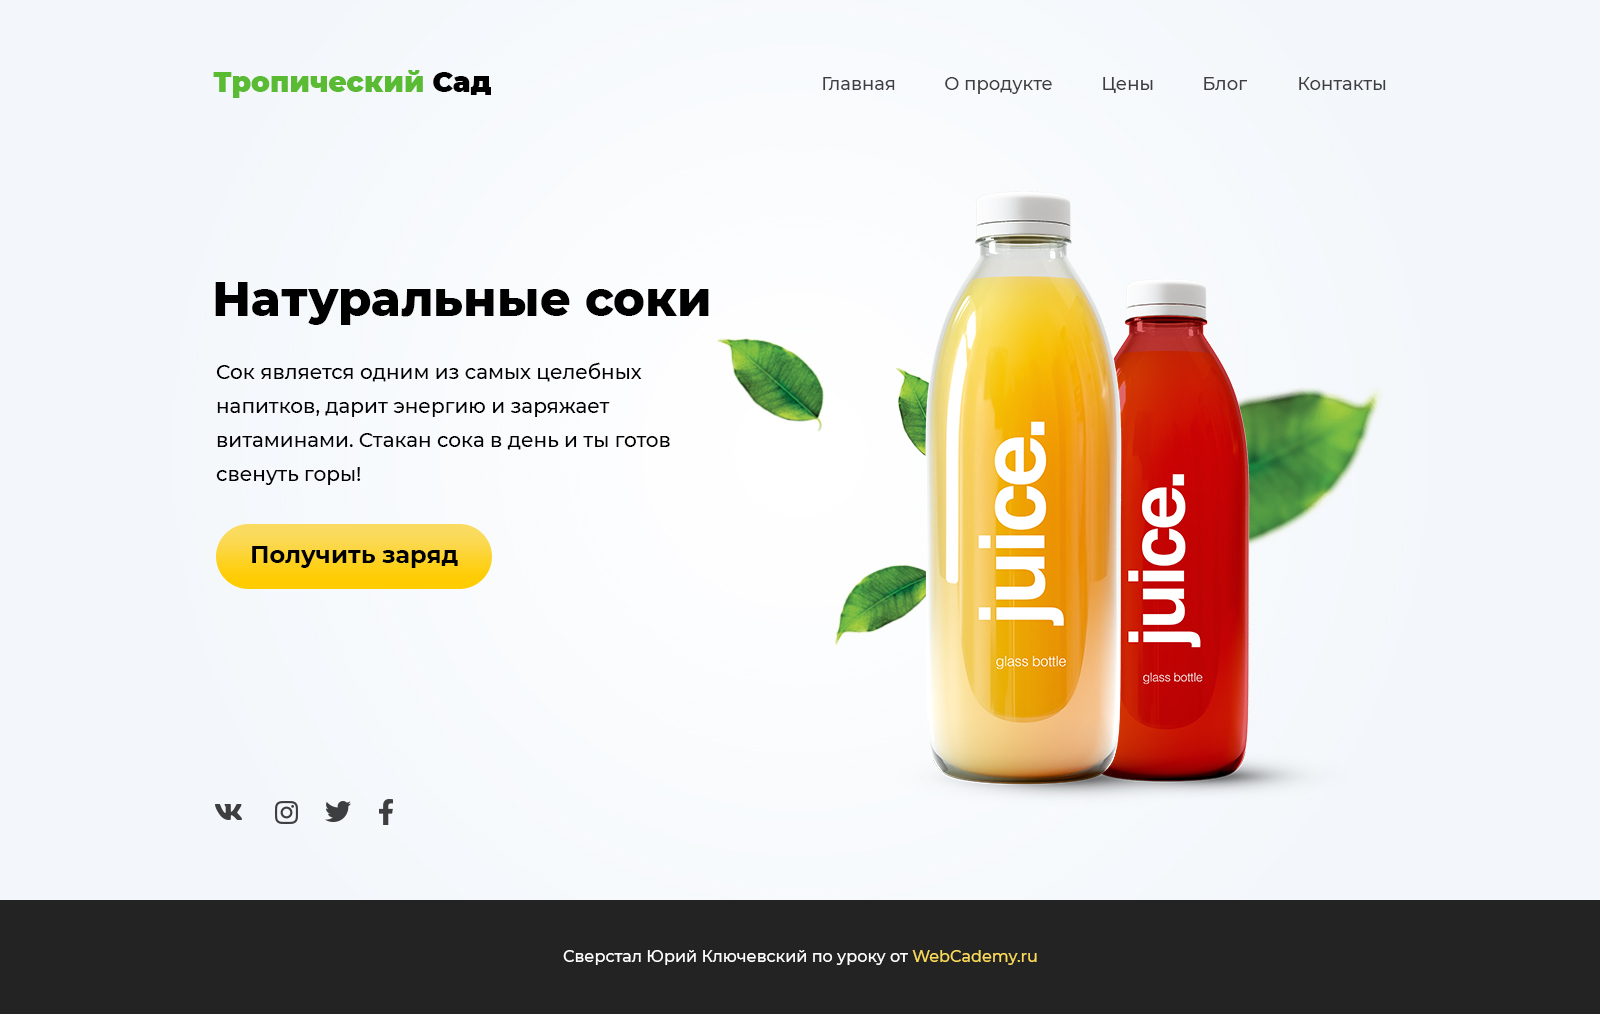 Тропический Сад
Главная О продукте Цены Блог Контакты
Натуральные соки
Сок является одним из самых целебных
напитков, дарит энергию и заряжает
витаминами. Стакан сока в день и ты готов
свенуть горы!
Получить заряд
juice.
glass bottle
juice.
glass bottle
Сверстал Юрий Ключевский по уроку от WebCademy.ru